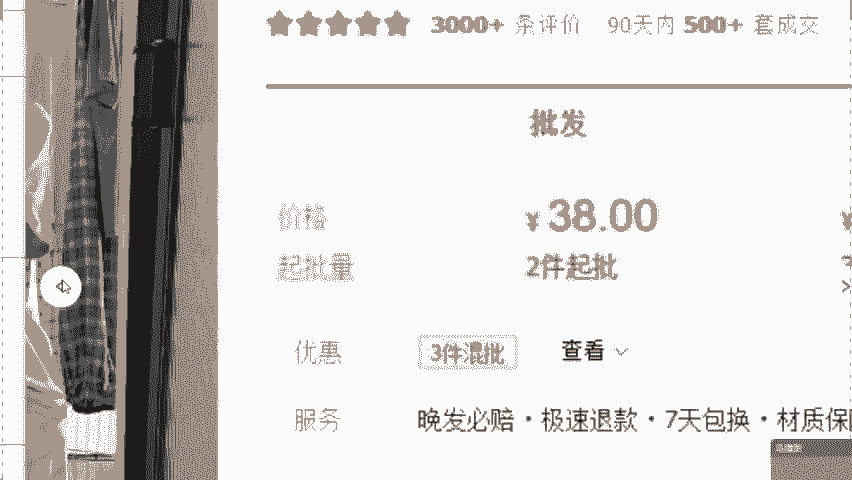 3000+ 条评价 90天内 500+ 套成交
批发
价格 ¥ 38.00 ¥
起批量 2件起批
优惠 3件混批 查看
服务 晚发必赔・极速退款・7天包换・材质保